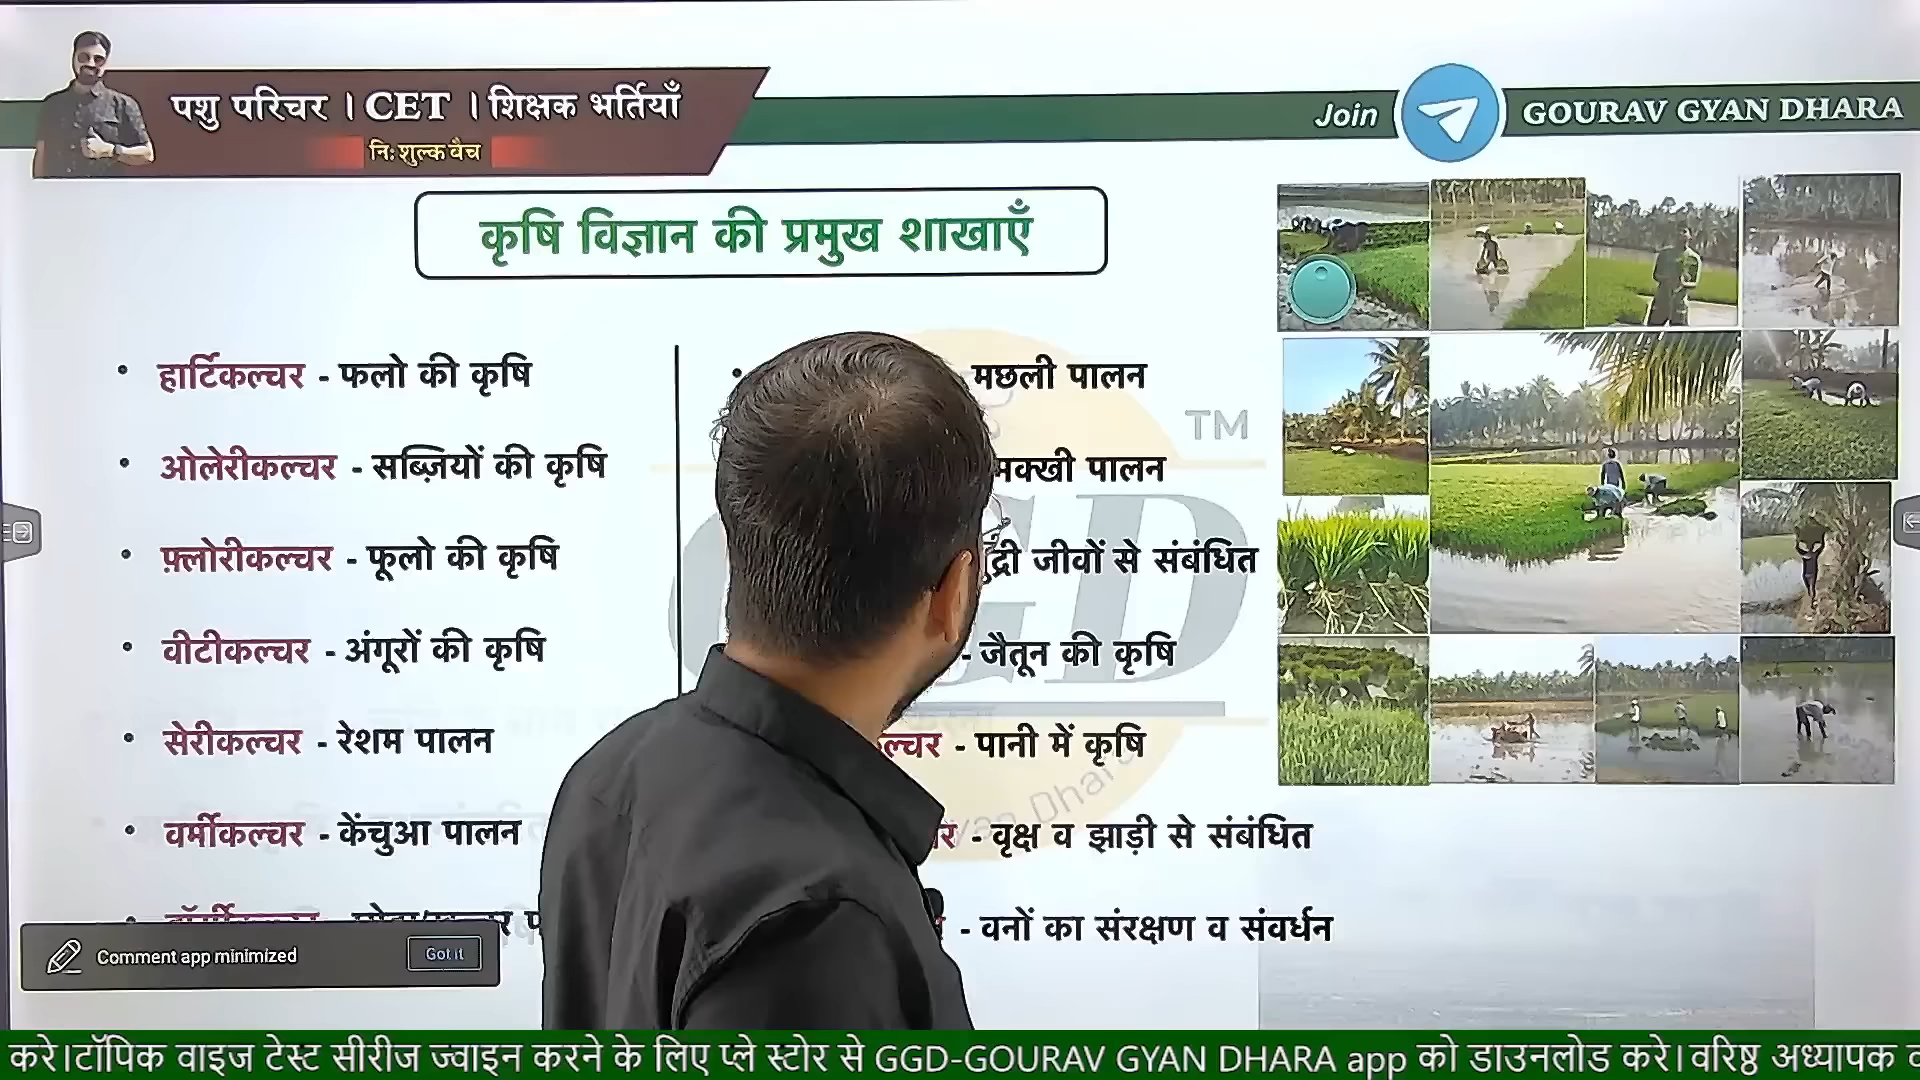 पशु परिचर । CET । शिक्षक भर्तियाँ
निःशुल्क बैच
Join GOURAV GYAN DHARA
कृषि विज्ञान की प्रमुख शाखाएँ
• हार्टिकल्चर - फलो की कृषि
• ओलेरीकल्चर - सब्ज़ियों की कृषि
• फ़्लोरीकल्चर - फूलो की कृषि
• वीटीकल्चर - अंगूरों की कृषि
• सेरीकल्चर - रेशम पालन
• वर्मीकल्चर - केंचुआ पालन
• मछली पालन
मक्खी पालन
जीवों से संबंधित
- जैतून की कृषि
- पानी में कृषि
- वृक्ष व झाड़ी से संबंधित
- वनों का संरक्षण व संवर्धन
TM
Comment app minimized
Got it
करे।टॉपिक वाइज टेस्ट सीरीज ज्वाइन करने के लिए प्ले स्टोर से GGD-GOURAV GYAN DHARA app को डाउनलोड करे।वरिष्ठ अध्यापक